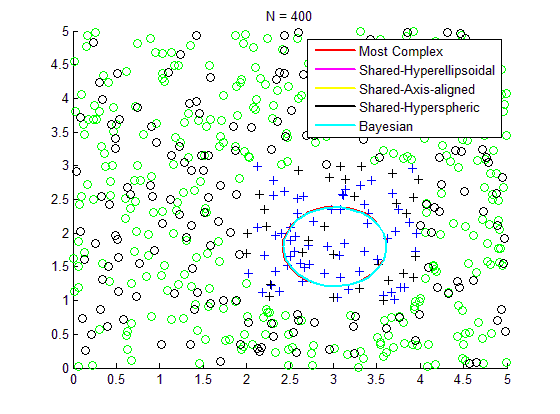 N = 400
Most Complex
Shared-Hyperellipsoidal
Shared-Axis-aligned
Shared-Hyperspheric
Bayesian
5
4.5
4
3.5
3
2.5
2
1.5
1
0.5
0
0 0.5 1 1.5 2 2.5 3 3.5 4 4.5 5